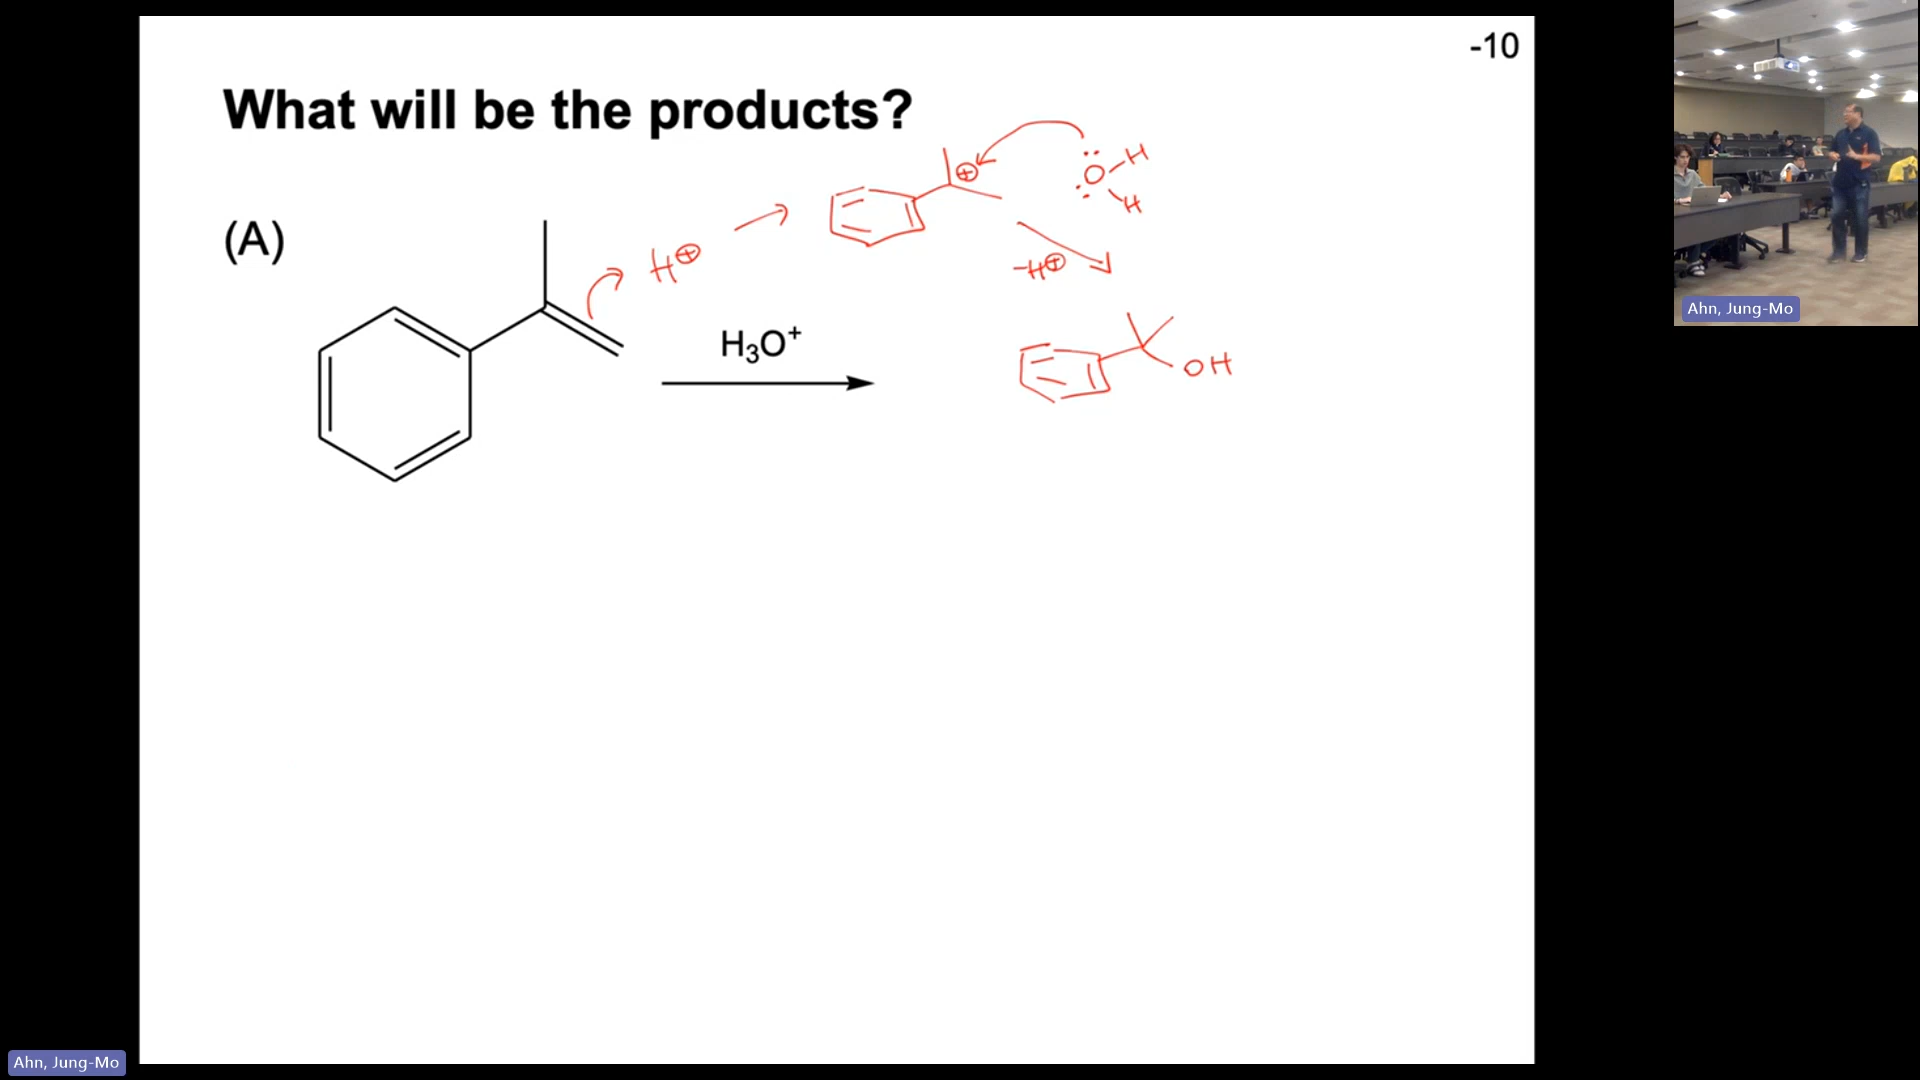 -10
What will be the products?
(A)
H⊕
⊕
:Ö-H
H
-H⊕
H₃O⁺
OH
Ahn, Jung-Mo
Ahn, Jung-Mo